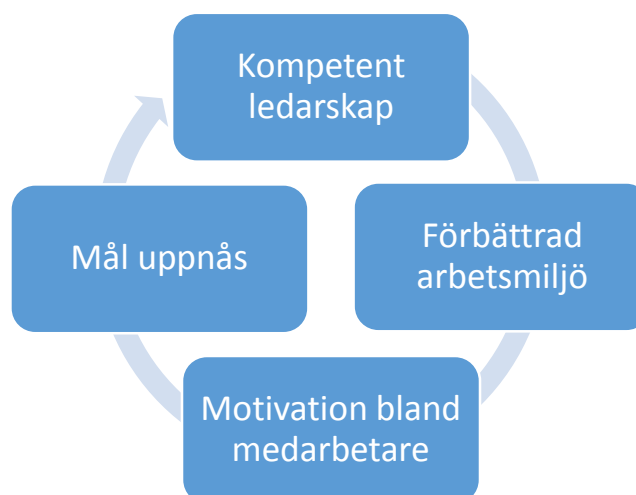 Kompetent
ledarskap
Förbättrad
arbetsmiljö
Motivation bland
medarbetare
Mål uppnås